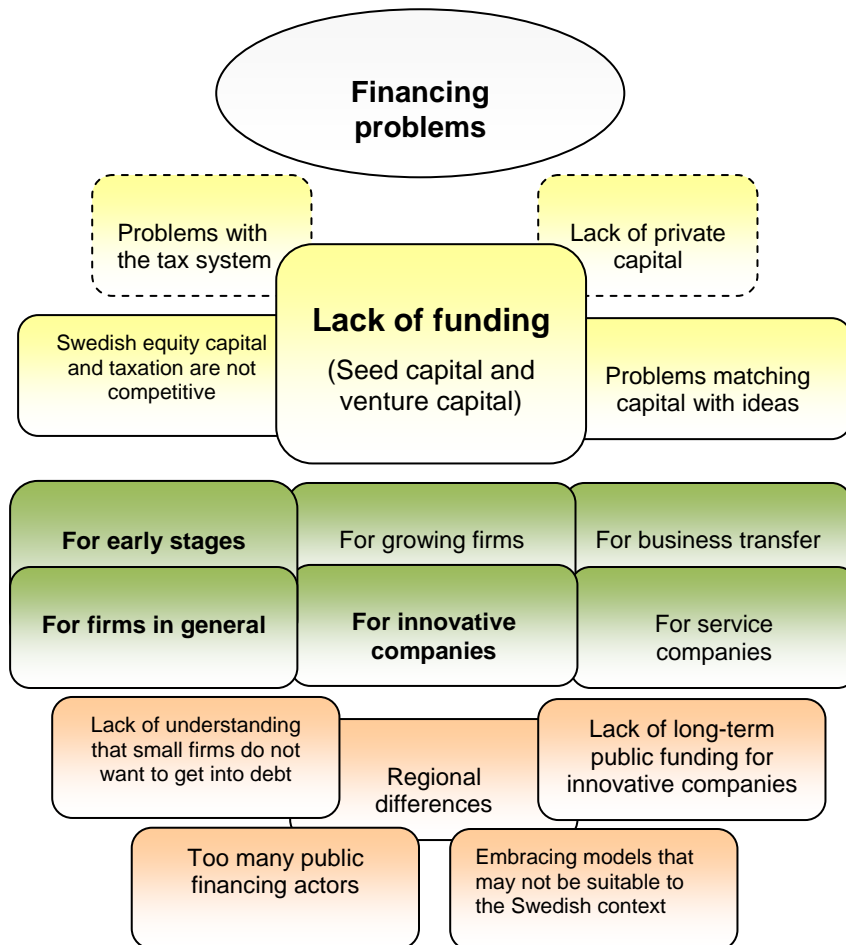 Financing
problems
Problems with
the tax system
Lack of private
capital
Lack of funding
(Seed capital and
venture capital)
Swedish equity capital
and taxation are not
competitive
Problems matching
capital with ideas
For early stages
For growing firms
For business transfer
For firms in general
For innovative
companies
For service
companies
Lack of understanding
that small firms do not
want to get into debt
Regional
differences
Lack of long-term
public funding for
innovative companies
Too many public
financing actors
Embracing models that
may not be suitable to
the Swedish context